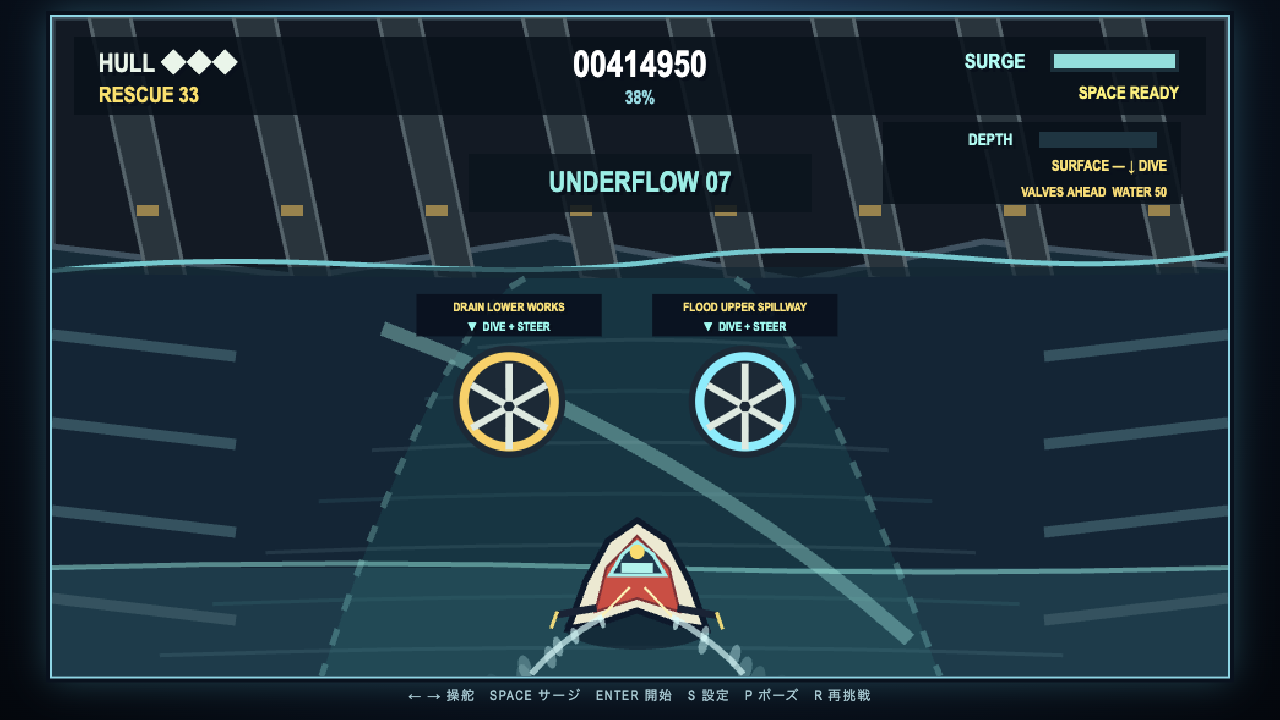 HULL
RESCUE 33
00414950
38%
SURGE
SPACE READY
DEPTH
SURFACE — ↓ DIVE
VALVES AHEAD WATER 50
UNDERFLOW 07
DRAIN LOWER WORKS
▼ DIVE + STEER
FLOOD UPPER SPILLWAY
▼ DIVE + STEER
← → 操舵 SPACE サージ ENTER 開始 S 設定 P ポーズ R 再挑戦